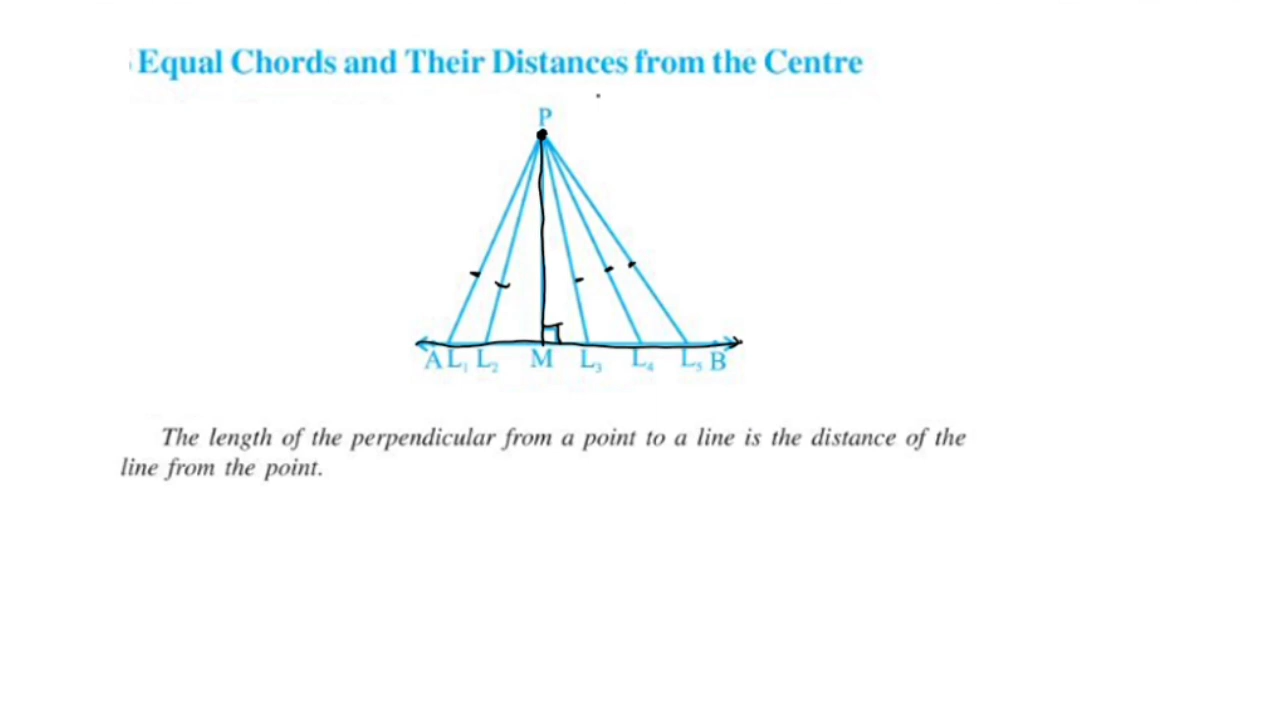 Equal Chords and Their Distances from the Centre
P
A L₁ L₂ M L₃ L₄ L₅ B
The length of the perpendicular from a point to a line is the distance of the
line from the point.